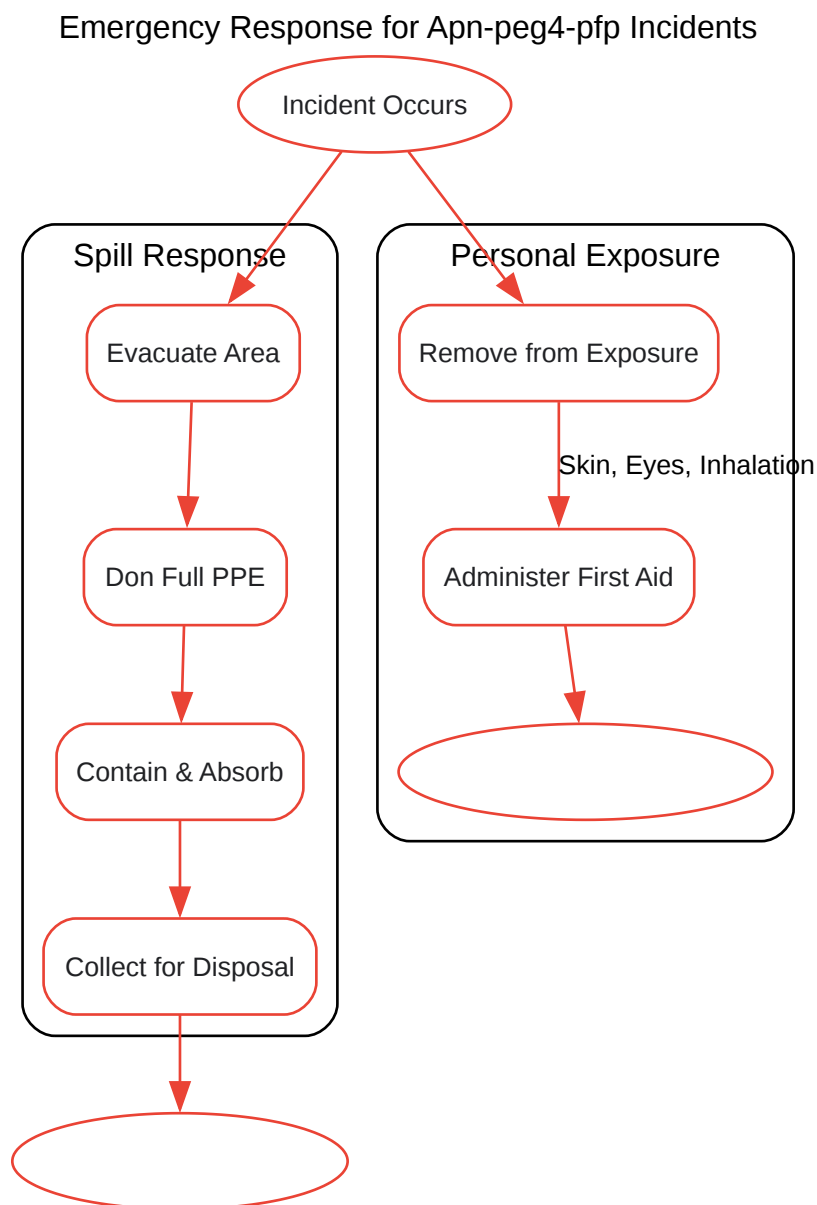 Emergency Response for Apn-peg4-pfp Incidents
Incident Occurs
Spill Response
Evacuate Area
Don Full PPE
Contain & Absorb
Collect for Disposal
Personal Exposure
Remove from Exposure
Skin, Eyes, Inhalation
Administer First Aid